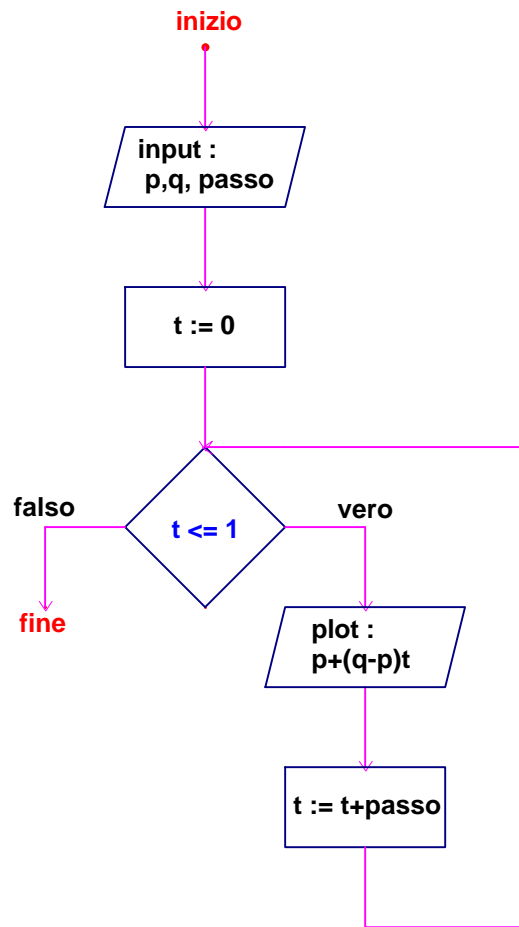 inizio
input :
p,q, passo
t := 0
falso
t <= 1
vero
fine
plot :
p+(q-p)t
t := t+passo